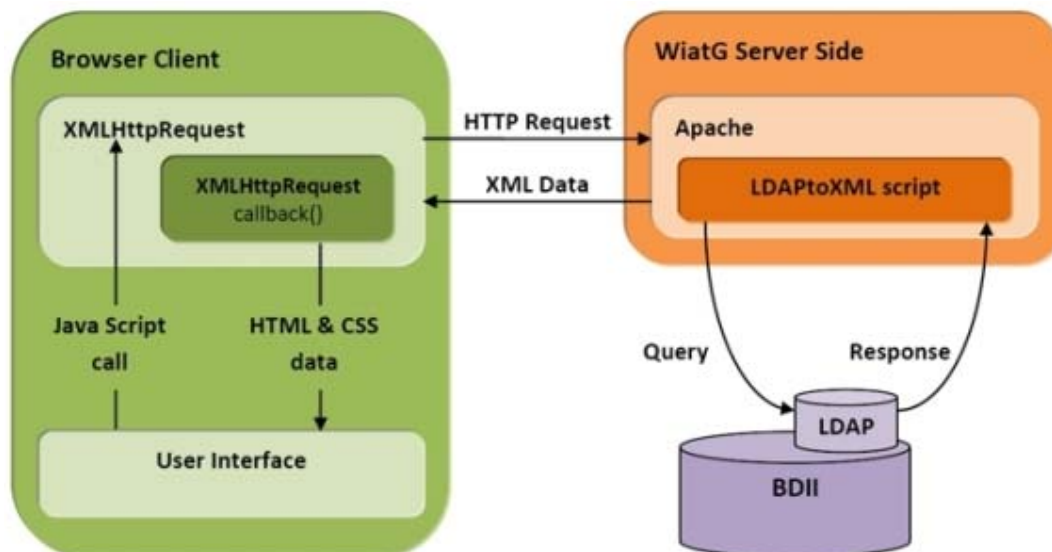 Browser Client
XMLHttpRequest
XMLHttpRequest
callback()
Java Script
call
HTML & CSS
data
User Interface
HTTP Request
XML Data
WiatG Server Side
Apache
LDAPtoXML script
Query
Response
LDAP
BDII